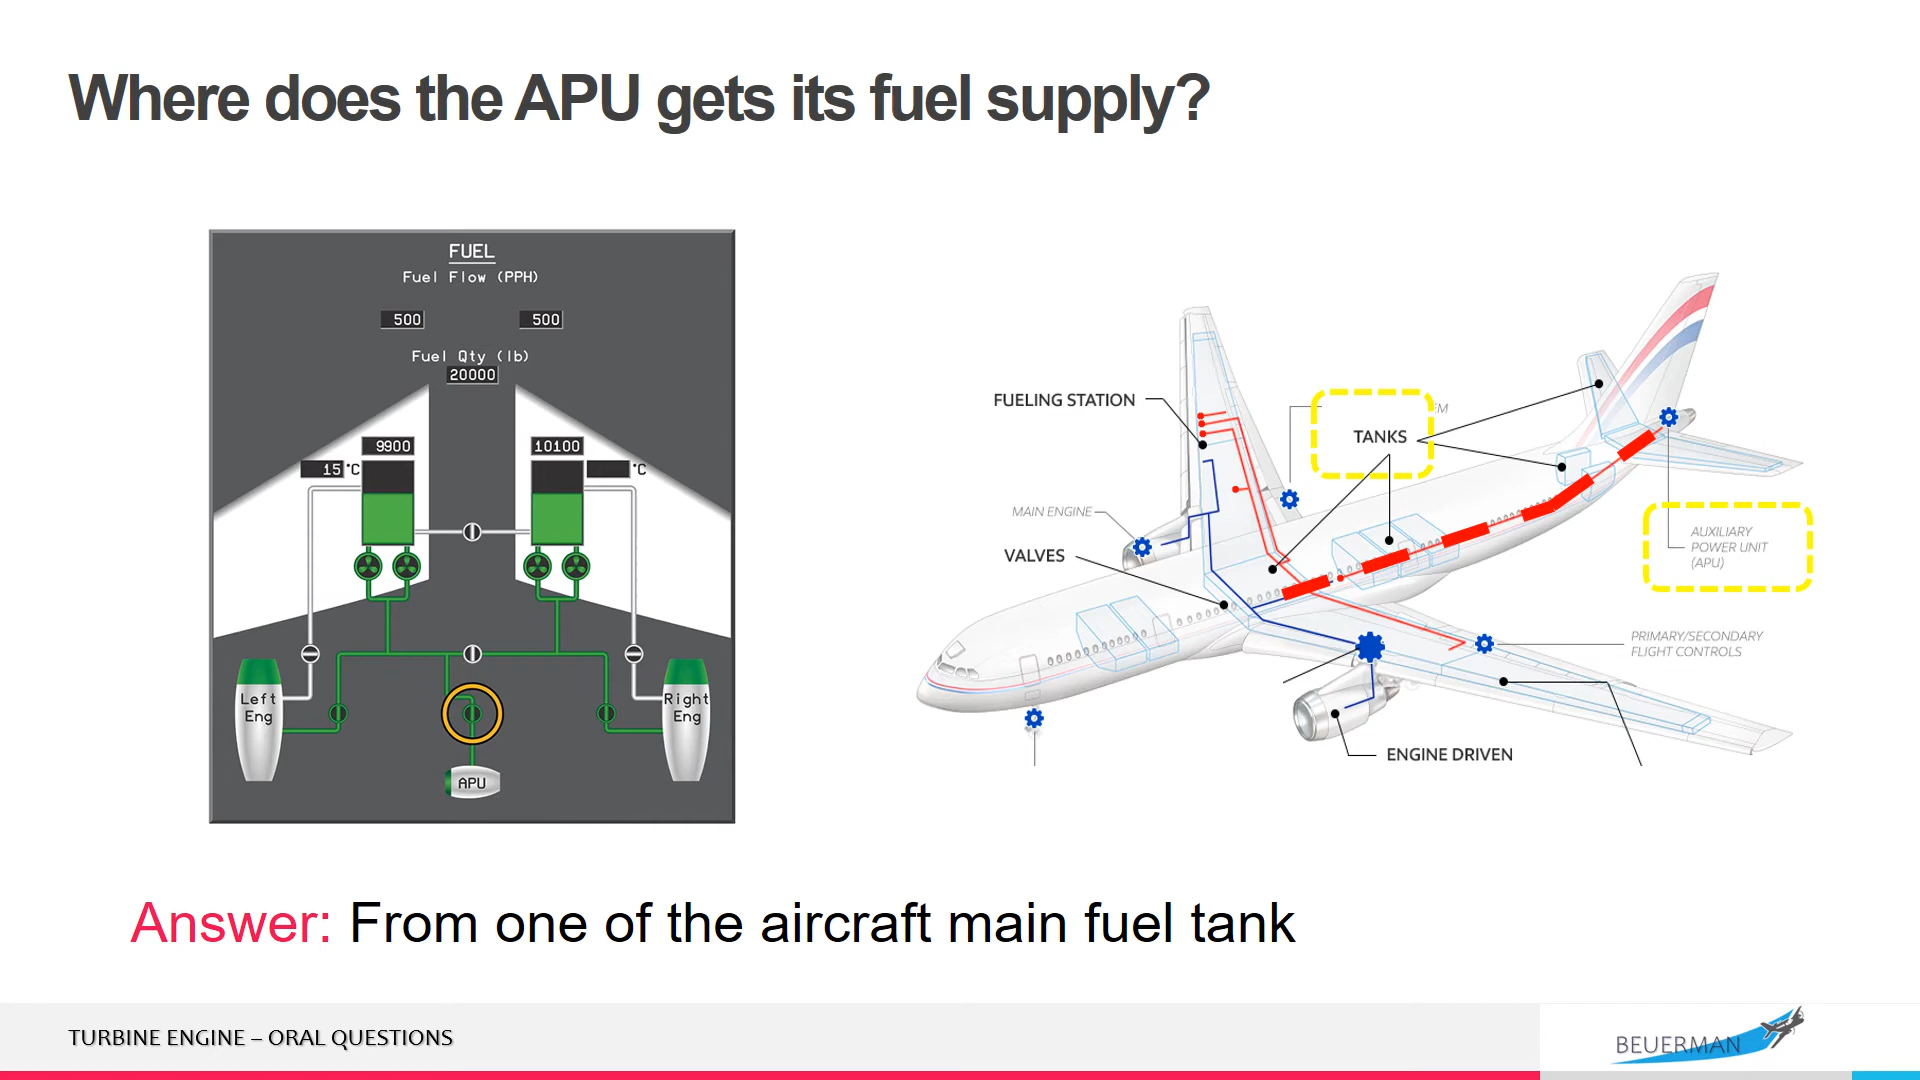 Where does the APU gets its fuel supply?
FUEL
Fuel Flow (PPH)
500 500
Fuel Qty (lb)
20000
9900 10100
15 °C °C
Left
Eng
Right
Eng
APU
FUELING STATION
TANKS
EM
MAIN ENGINE
VALVES
AUXILIARY
POWER UNIT
(APU)
PRIMARY/SECONDARY
FLIGHT CONTROLS
ENGINE DRIVEN
Answer: From one of the aircraft main fuel tank
TURBINE ENGINE – ORAL QUESTIONS
BEUERMAN